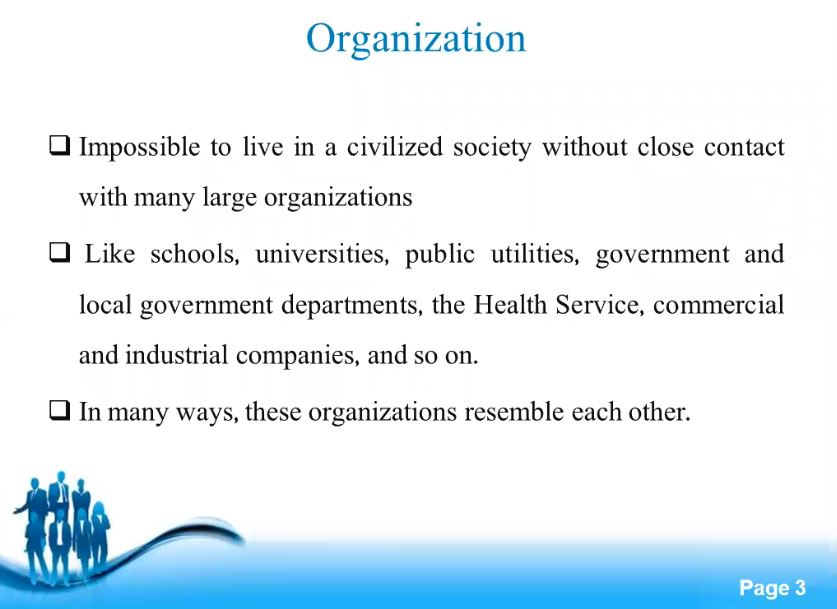 Organization
❑ Impossible to live in a civilized society without close contact
with many large organizations
❑ Like schools, universities, public utilities, government and
local government departments, the Health Service, commercial
and industrial companies, and so on.
❑ In many ways, these organizations resemble each other.
Page 3